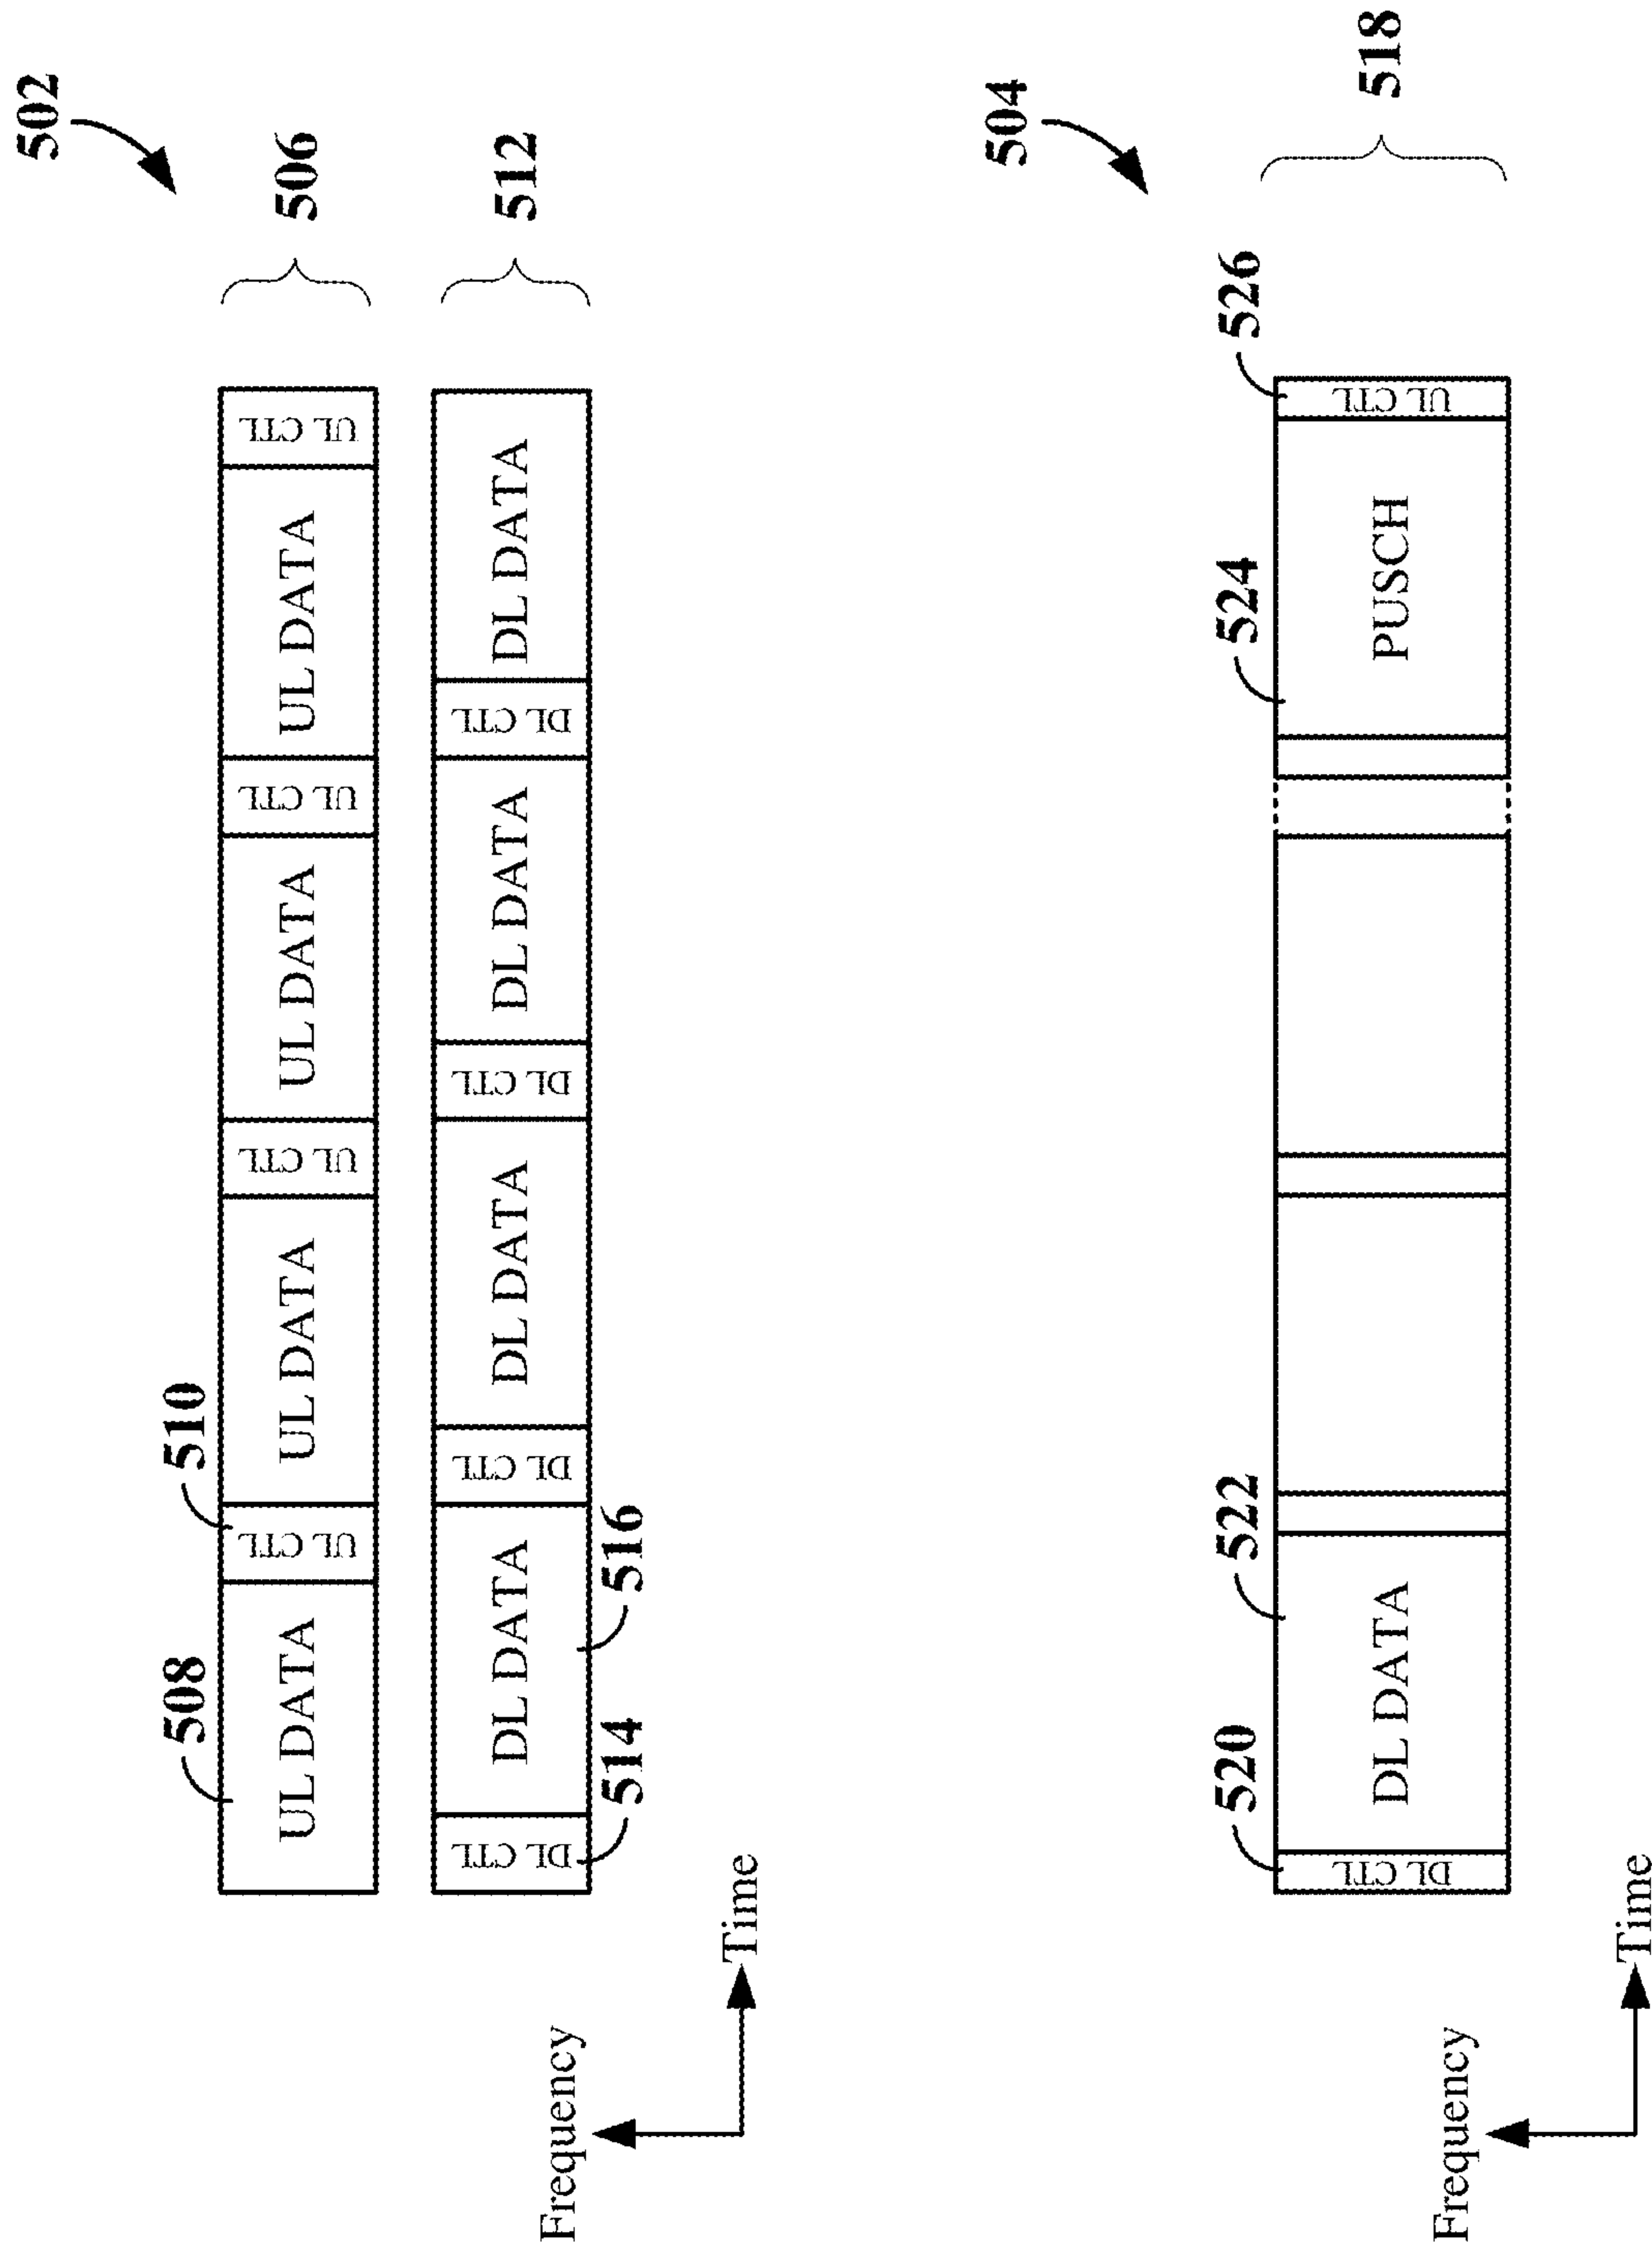 502
506
UL DATA
UL CTL
UL DATA
UL CTL
UL DATA
UL CTL
UL DATA
UL CTL
508
510
512
DL CTL
DL DATA
DL CTL
DL DATA
DL CTL
DL DATA
DL CTL
DL DATA
514
516
Frequency
Time
504
518
520
522
524
526
DL CTL
DL DATA
PUSCH
UL CTL
Frequency
Time